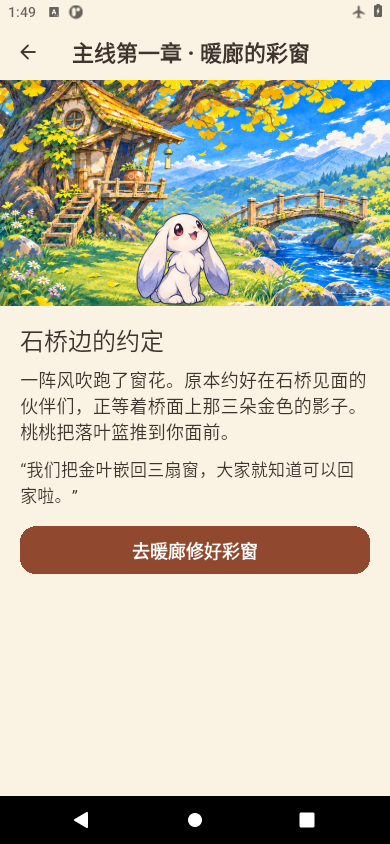 1:49
主线第一章 · 暖廊的彩窗
石桥边的约定
一阵风吹跑了窗花。原本约好在石桥见面的
伙伴们，正等着桥面上那三朵金色的影子。
桃桃把落叶篮推到你面前。
“我们把金叶嵌回三扇窗，大家就知道可以回
家啦。”
去暖廊修好彩窗